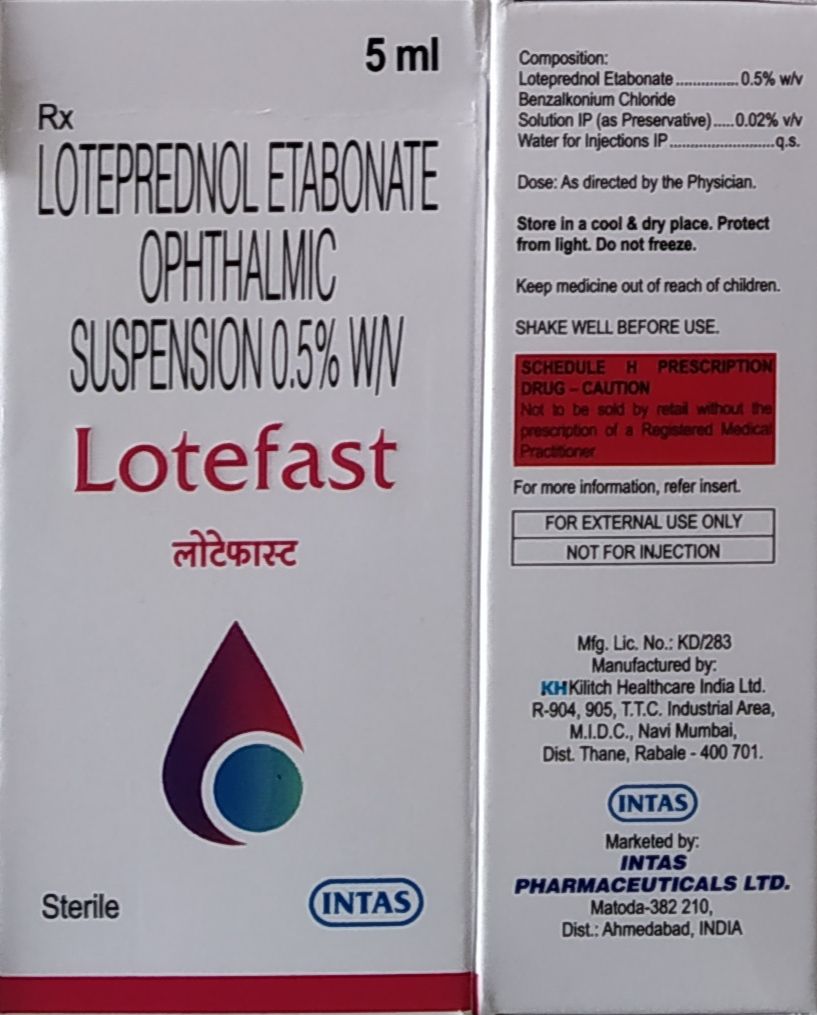 5 ml
Rx
LOTEPREDNOL ETABONATE
OPHTHALMIC
SUSPENSION 0.5% W/V
Lotefast
लोटेफास्ट
Sterile
INTAS
Composition:
Loteprednol Etabonate ............... 0.5% w/v
Benzalkonium Chloride
Solution IP (as Preservative) ..... 0.02% v/v
Water for Injections IP .......................... q.s.
Dose: As directed by the Physician.
Store in a cool & dry place. Protect
from light. Do not freeze.
Keep medicine out of reach of children.
SHAKE WELL BEFORE USE.
SCHEDULE H PRESCRIPTION
DRUG – CAUTION
Not to be sold by retail without the
prescription of a Registered Medical
Practitioner
For more information, refer insert.
FOR EXTERNAL USE ONLY
NOT FOR INJECTION
Mfg. Lic. No.: KD/283
Manufactured by:
KH Kilitch Healthcare India Ltd.
R-904, 905, T.T.C. Industrial Area,
M.I.D.C., Navi Mumbai,
Dist. Thane, Rabale - 400 701.
INTAS
Marketed by:
INTAS
PHARMACEUTICALS LTD.
Matoda-382 210,
Dist.: Ahmedabad, INDIA